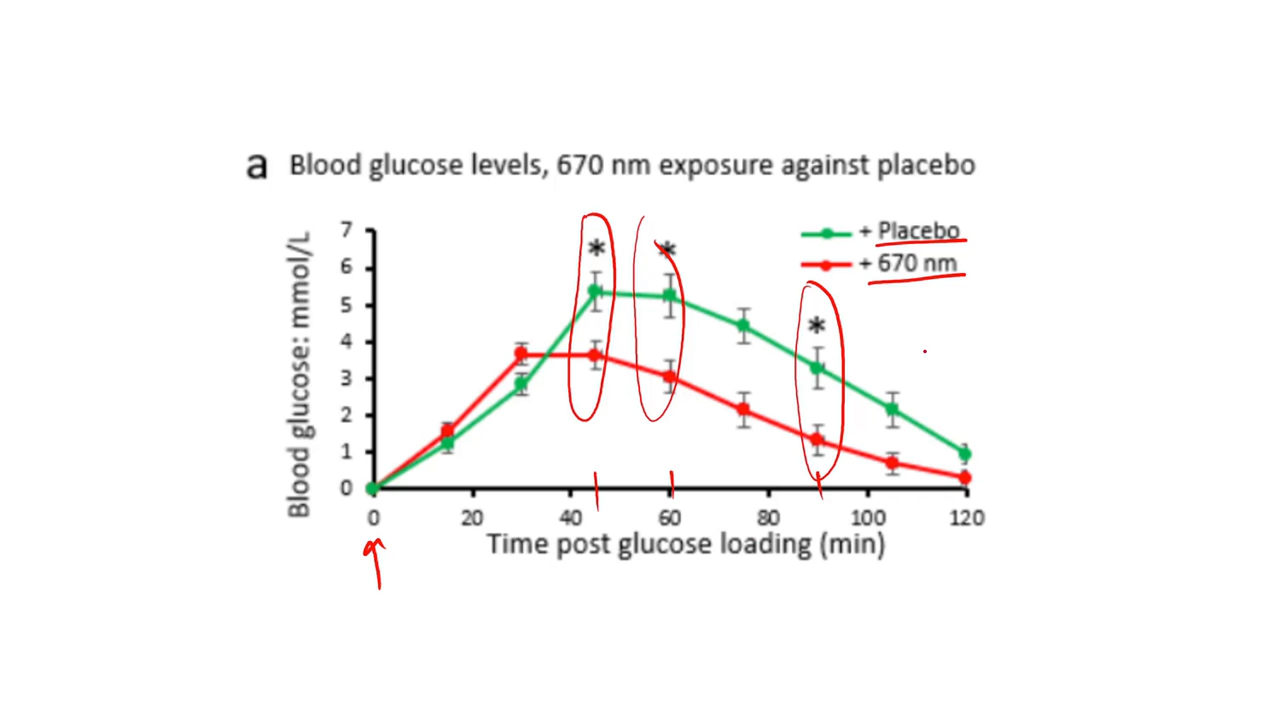 a Blood glucose levels, 670 nm exposure against placebo
+ Placebo
+ 670 nm
Blood glucose: mmol/L
7
6
5
4
3
2
1
0
* * *
0 20 40 60 80 100 120
Time post glucose loading (min)